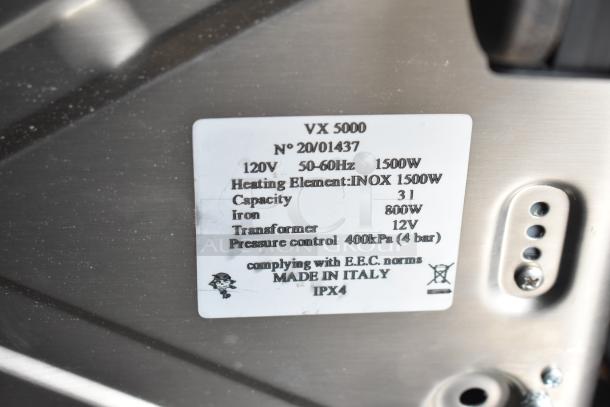 VX 5000
N° 20/01437
120V 50-60Hz 1500W
Heating Element:INOX 1500W
Capacity 3 l
Iron 800W
Transformer 12V
Pressure control 400kPa (4 bar)
complying with E.E.C. norms
MADE IN ITALY
IPX4